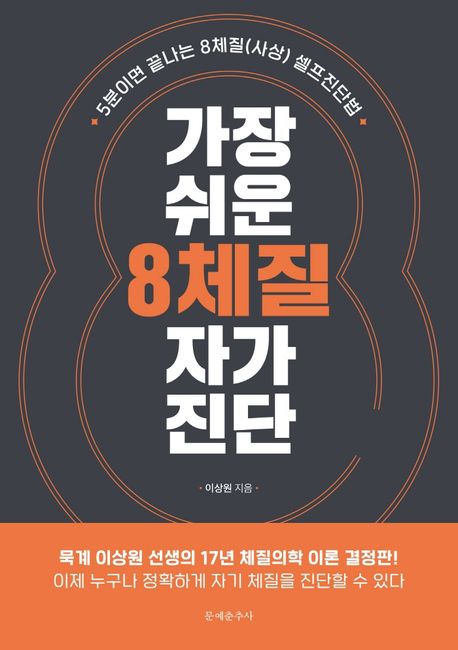 5분이면 끝나는 8체질(사상) 셀프진단법
가장
쉬운
8체질
자가
진단
• 이상원 지음 •
묵계 이상원 선생의 17년 체질의학 이론 결정판!
이제 누구나 정확하게 자기 체질을 진단할 수 있다
문예춘추사